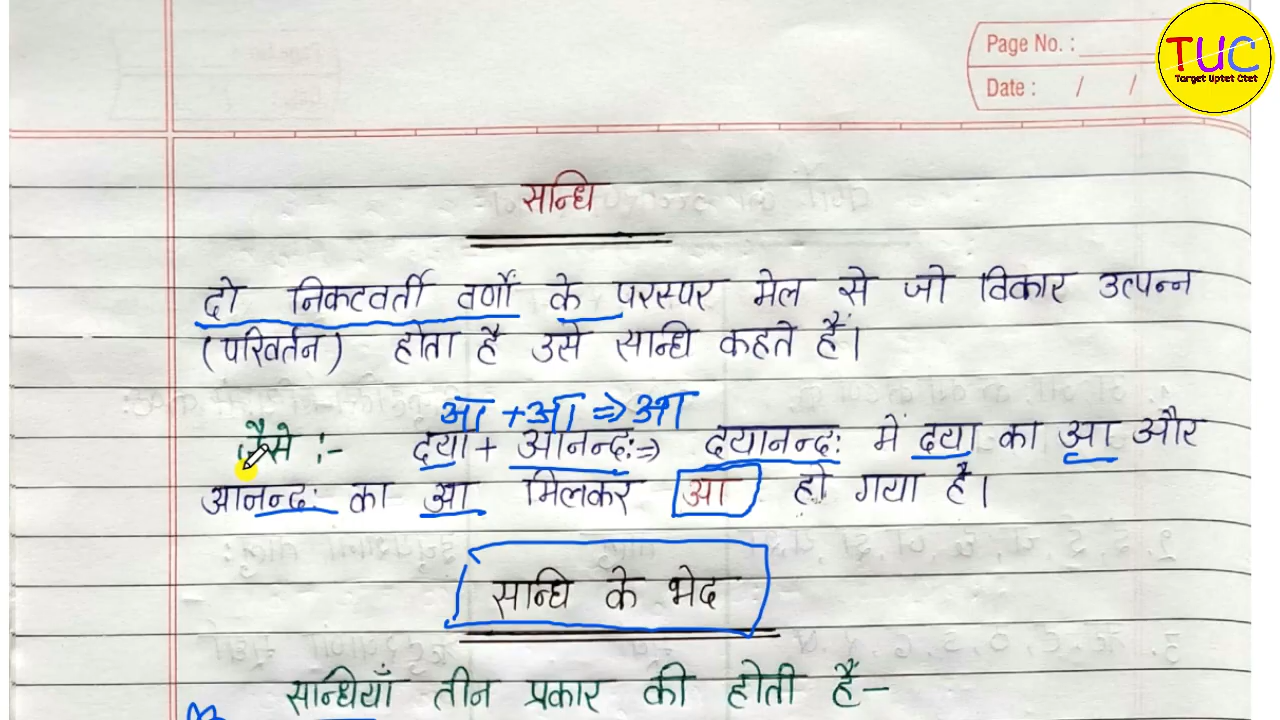 Page No. :
TUC
Target Uptet Ctet
Date : / /
सन्धि
दो निकटवर्ती वर्णों के परस्पर मेल से जो विकार उत्पन्न
(परिवर्तन) होता है उसे सन्धि कहते हैं।
आ + आ => आ
जैसे :- दया + आनन्दः => दयानन्दः में दया का आ और
आनन्दः का आ मिलकर आ हो गया है।
सन्धि के भेद
सन्धियाँ तीन प्रकार की होती हैं-